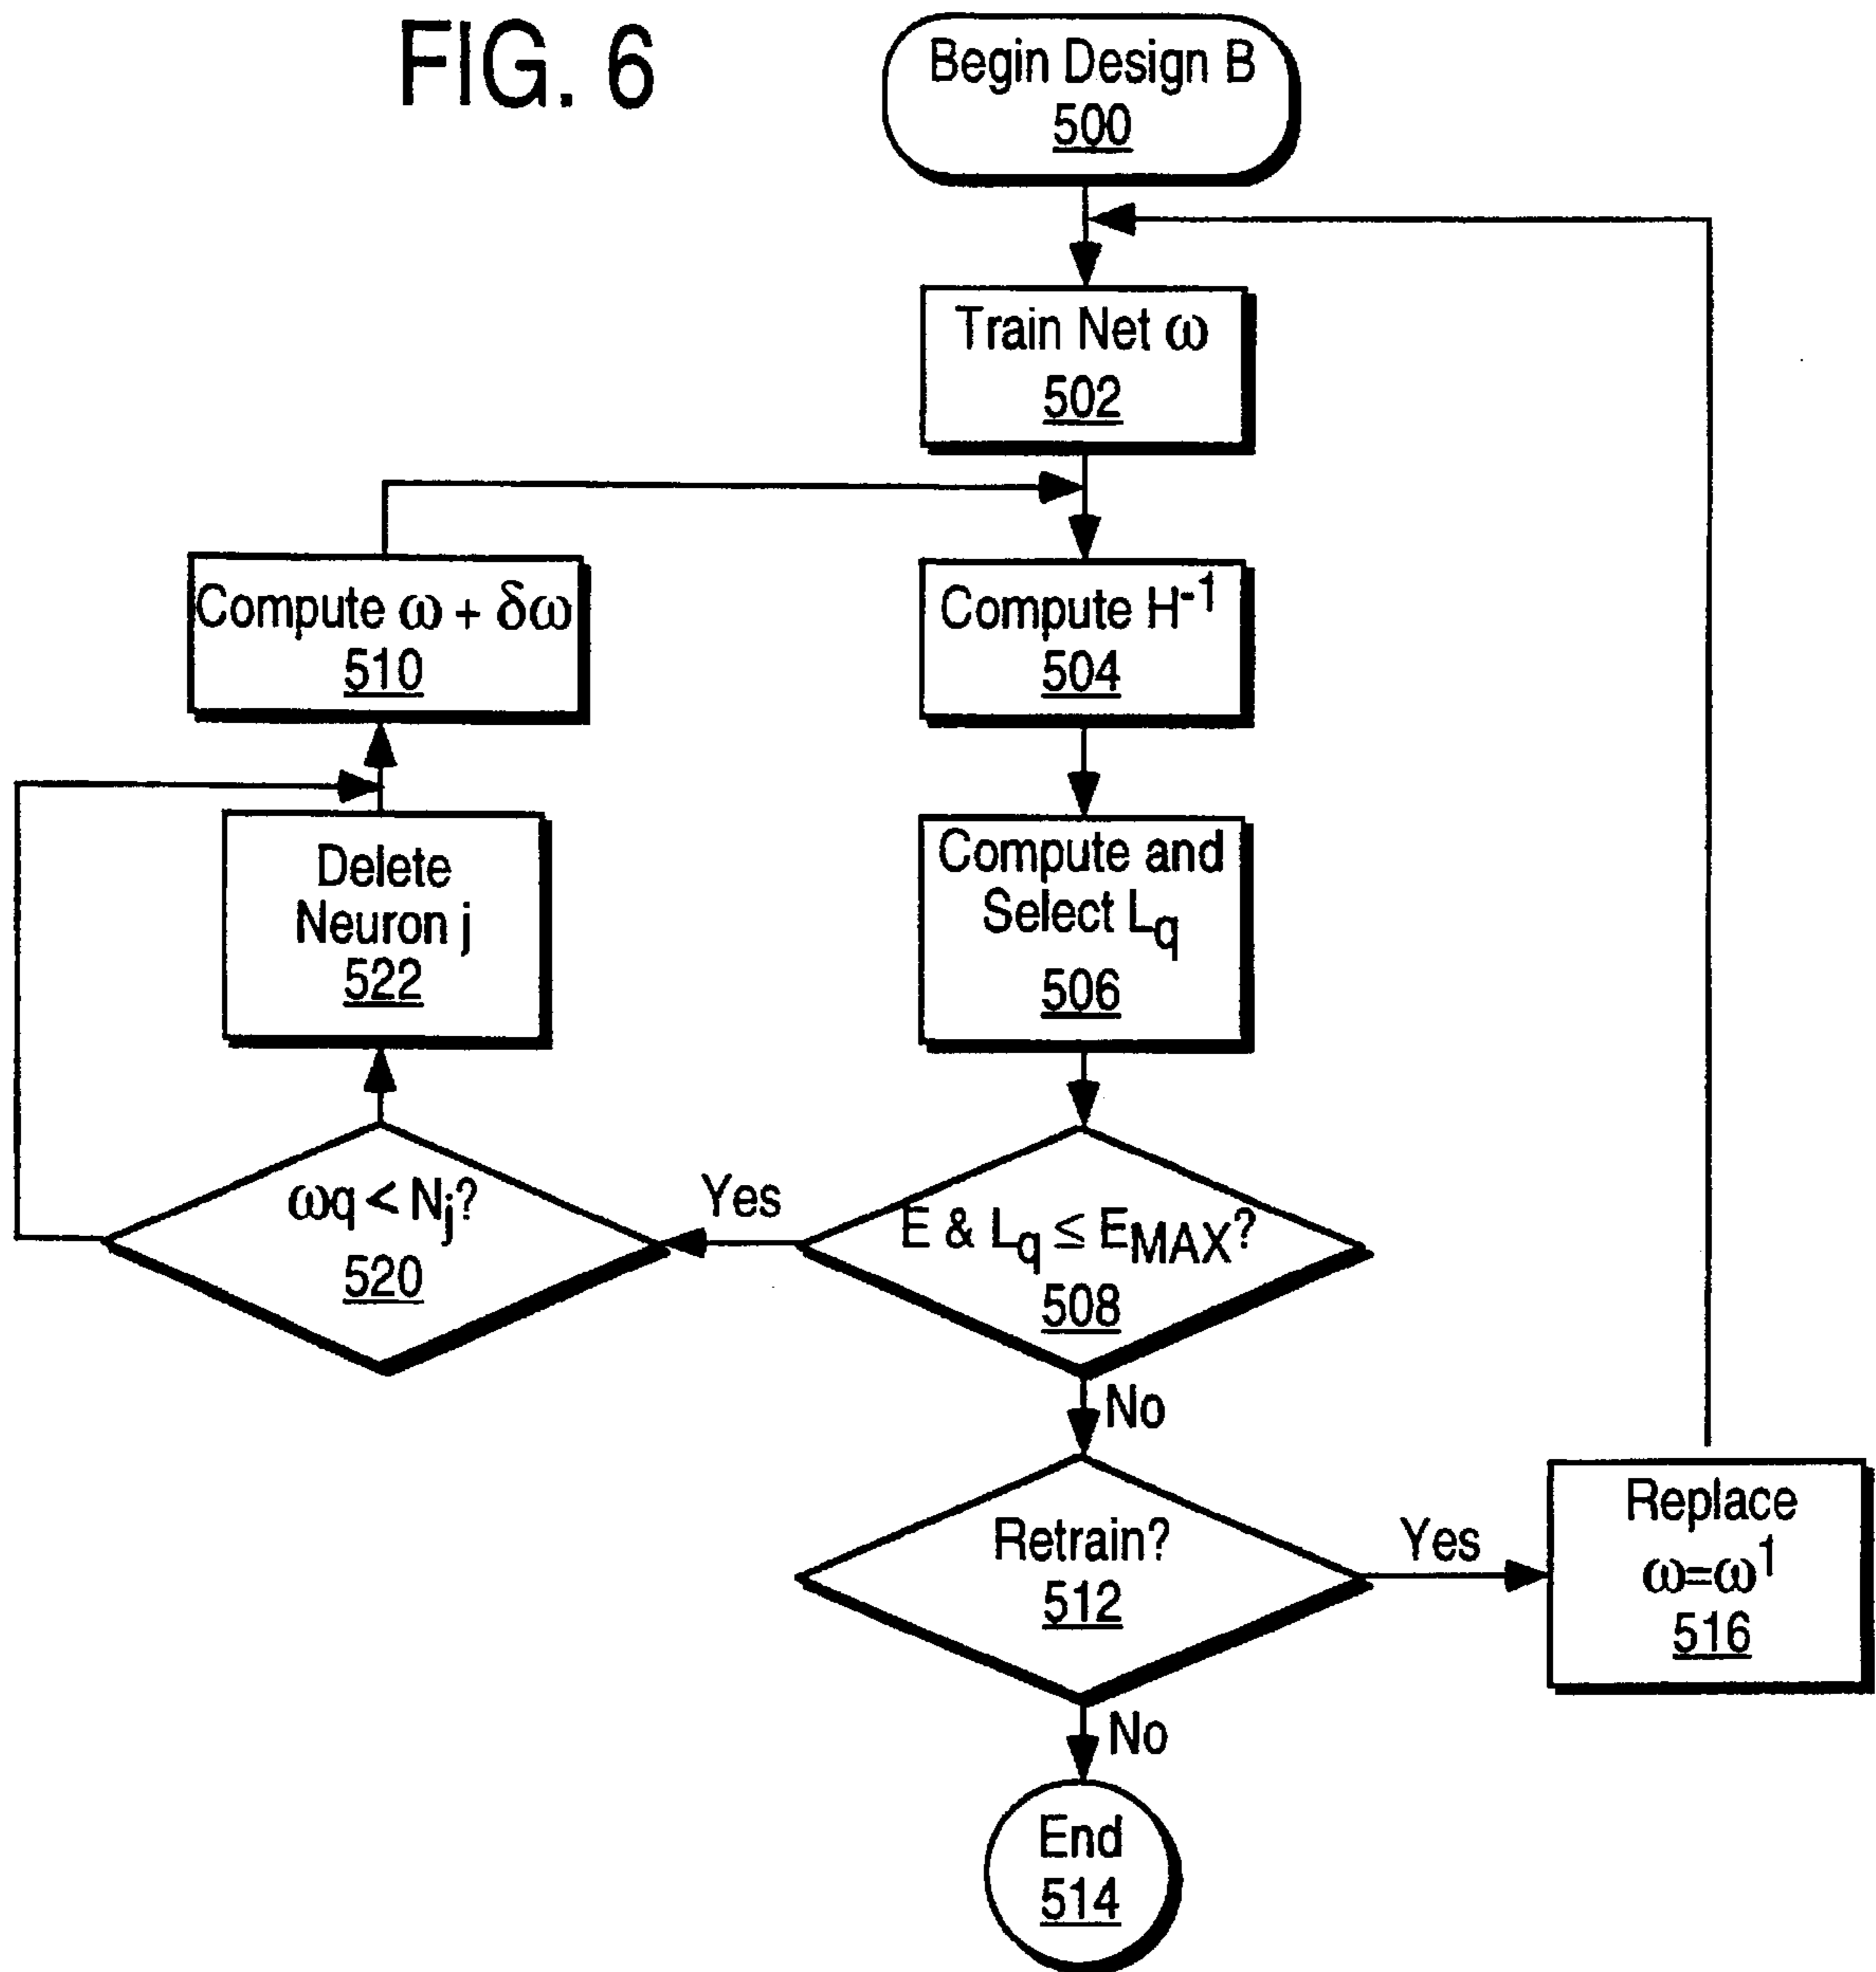 FIG. 6
Begin Design B
500
Train Net ω
502
Compute ω + δω
510
Compute H⁻¹
504
Delete
Neuron j
522
Compute and
Select Lq
506
ωq < Nj?
520
Yes
E & Lq ≤ EMAX?
508
No
Retrain?
512
Yes
Replace
ω=ω¹
516
No
End
514